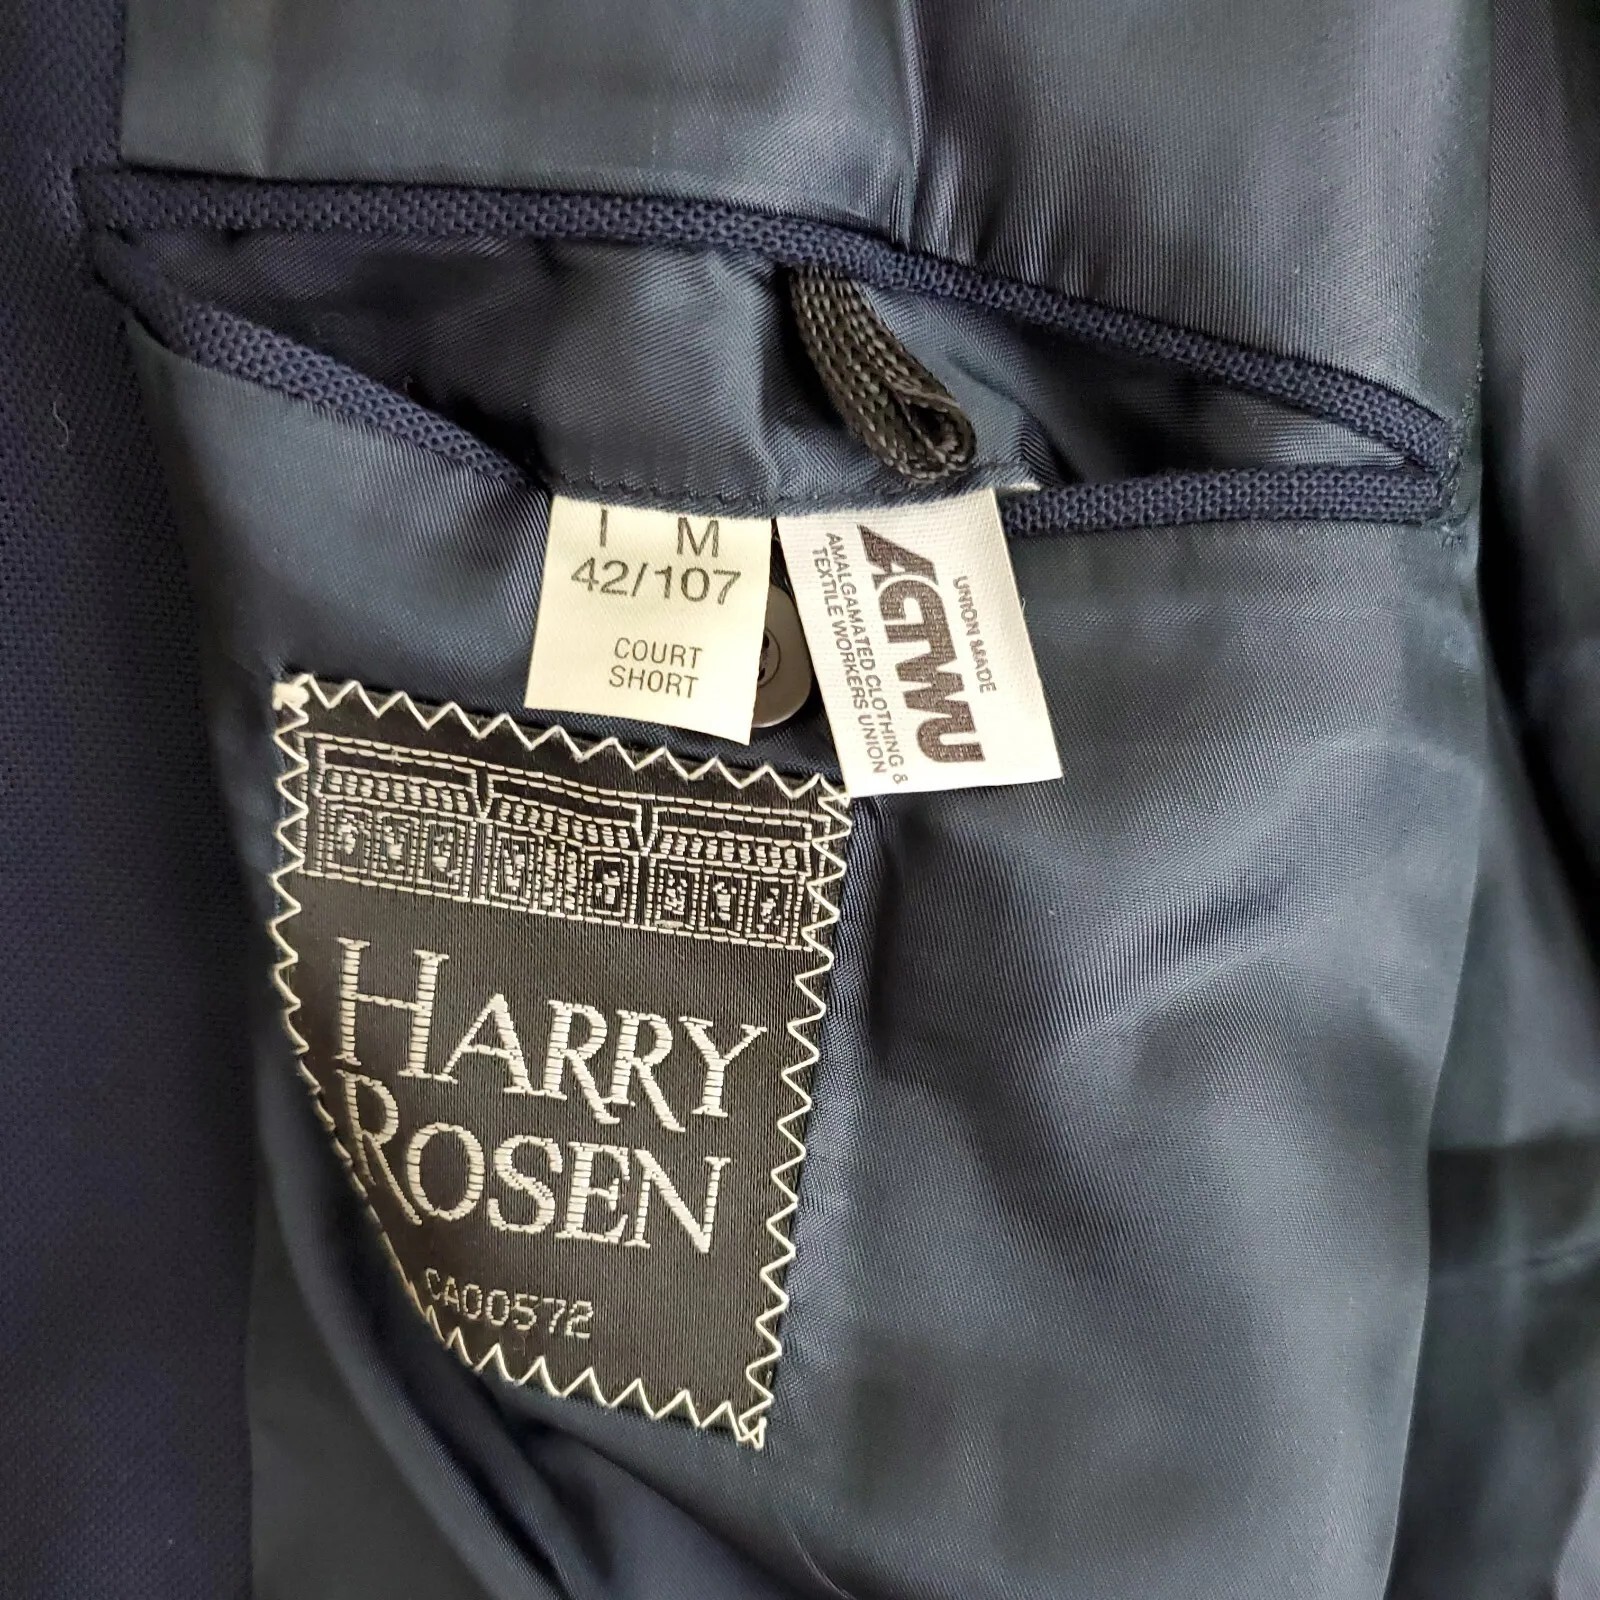 I M
42/107
COURT
SHORT
UNION MADE
ACTWU
AMALGAMATED CLOTHING &
TEXTILE WORKERS UNION
HARRY
ROSEN
CA00572